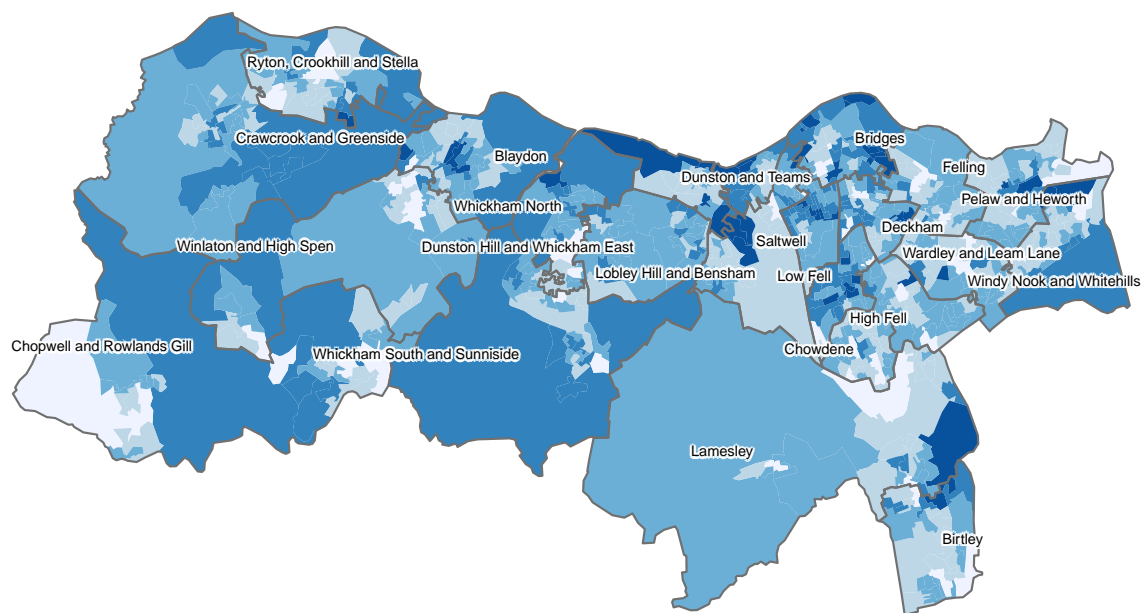 Ryton, Crookhill and Stella
Crawcrook and Greenside
Bridges
Blaydon
Felling
Dunston and Teams
Pelaw and Heworth
Whickham North
Deckham
Winlaton and High Spen
Dunston Hill and Whickham East
Saltwell
Wardley and Leam Lane
Lobley Hill and Bensham
Low Fell
Windy Nook and Whitehills
High Fell
Chopwell and Rowlands Gill
Whickham South and Sunniside
Chowdene
Lamesley
Birtley